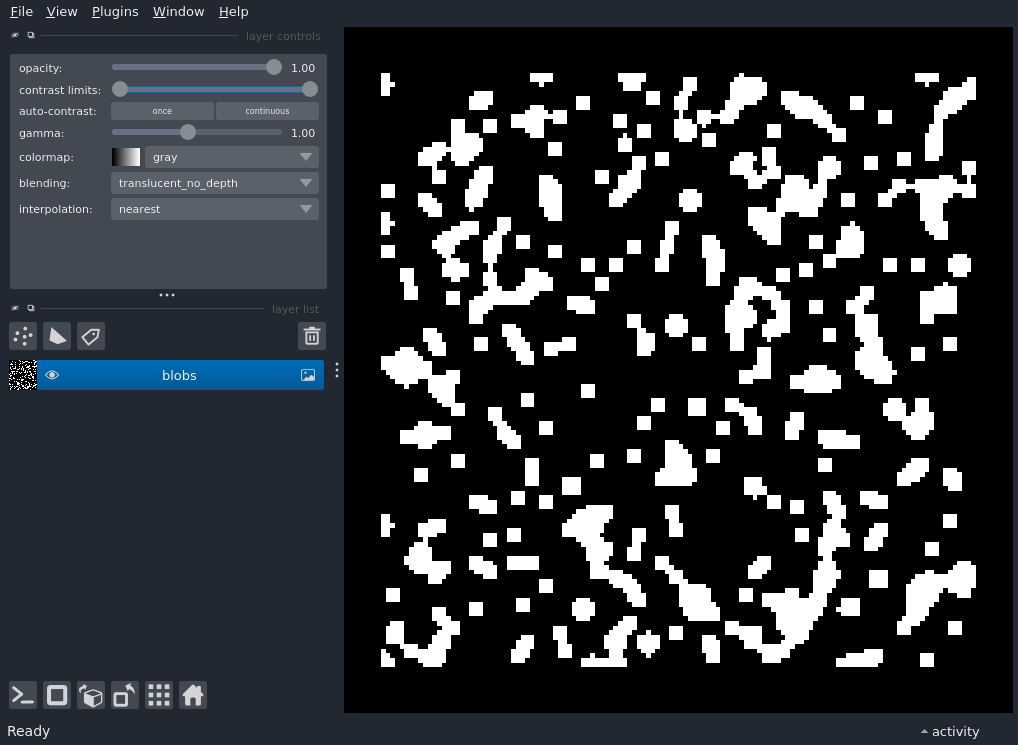 File View Plugins Window Help
layer controls
opacity: 1.00
contrast limits:
auto-contrast: once continuous
gamma: 1.00
colormap: gray
blending: translucent_no_depth
interpolation: nearest
layer list
blobs
Ready
activity